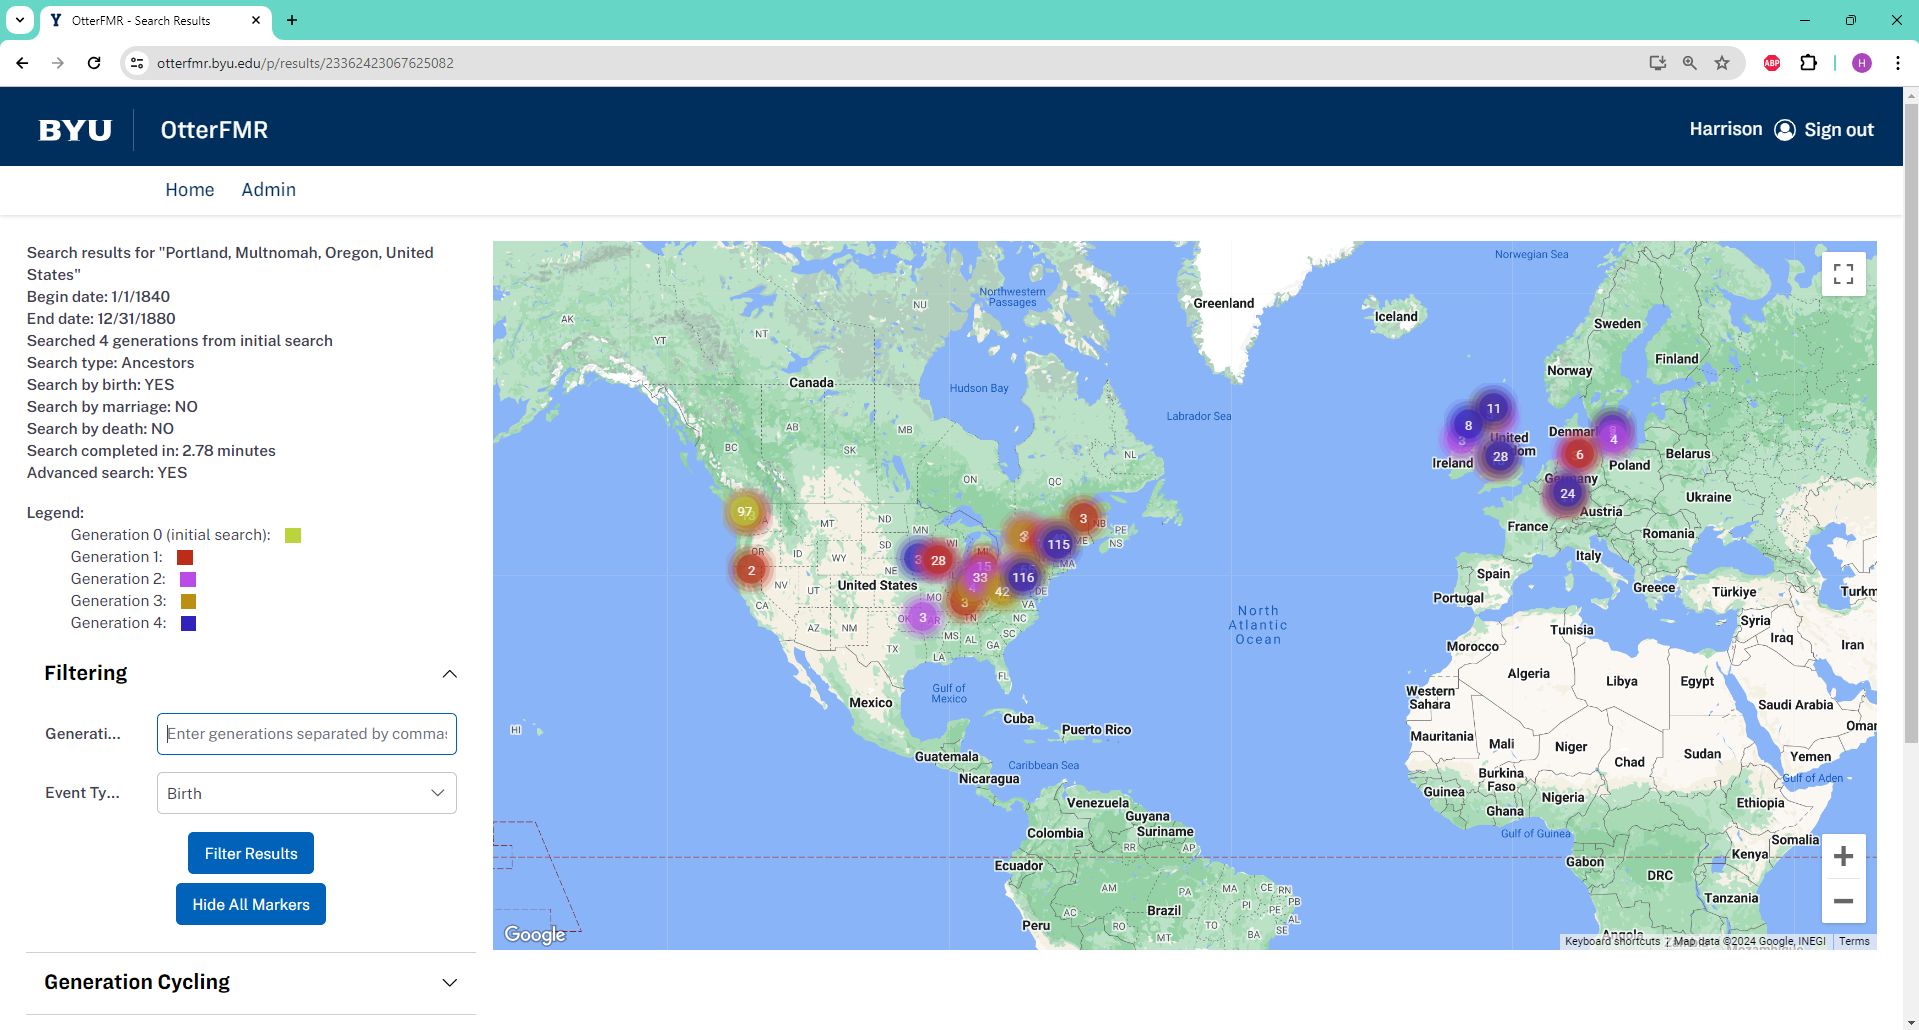 OtterFMR - Search Results
otterfmr.byu.edu/p/results/23362423067625082
ABP
H
BYU
OtterFMR
Harrison
Sign out
Home
Admin
Search results for "Portland, Multnomah, Oregon, United
States"
Begin date: 1/1/1840
End date: 12/31/1880
Searched 4 generations from initial search
Search type: Ancestors
Search by birth: YES
Search by marriage: NO
Search by death: NO
Search completed in: 2.78 minutes
Advanced search: YES
Legend:
Generation 0 (initial search):
Generation 1:
Generation 2:
Generation 3:
Generation 4:
Filtering
Generati...
Enter generations separated by commas
Event Ty...
Birth
Filter Results
Hide All Markers
Generation Cycling
Norwegian Sea
Northwestern
Passages
NU
Greenland
Iceland
AK
YT
NT
Sweden
Finland
Norway
Canada
Hudson Bay
Labrador Sea
AB
MB
BC
SK
NL
ON
QC
11
8
3
United
Ireland
28
Denmark
4
6
Poland
Belarus
Germany
24
Ukraine
Austria
France
Romania
Italy
Spain
Portugal
Greece
Türkiye
Turkm
Syria
Iraq
Iran
Tunisia
Morocco
Algeria
Libya
Egypt
Western
Sahara
Saudi Arabia
Oman
Mauritania
Mali
Niger
Chad
Sudan
Yemen
Gulf of Aden
Burkina
Faso
Guinea
Nigeria
Ghana
Ethiopia
Gulf of Guinea
Somalia
Gabon
Kenya
DRC
Tanzania
Angola
97
WA
MT
ND
MN
3
NB
PE
ME
NS
OR
ID
SD
WI
3
115
2
WY
3
28
MI
15
MA
NE
United States
33
116
NV
UT
CA
MO
42
DE
3
VA
OK
AR
3
TN
NC
AZ
NM
MS
AL
SC
GA
TX
LA
FL
Gulf of
Mexico
North
Atlantic
Ocean
Mexico
HI
Cuba
Puerto Rico
Guatemala
Caribbean Sea
Nicaragua
Venezuela
Guyana
Colombia
Suriname
RR
AP
Ecuador
AM
PA
MA
CE
RN
PB
PI
PE
AL
AC
Brazil
TO
SE
Peru
RO
MT
BA
Google
Keyboard shortcuts
Map data ©2024 Google, INEGI
Terms